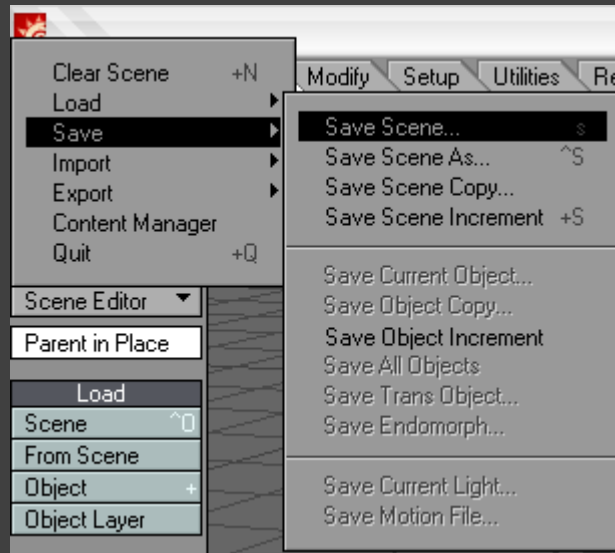 Modify Setup Utilities Re
Clear Scene +N
Load
Save
Import
Export
Content Manager
Quit +Q
Save Scene... s
Save Scene As... ^S
Save Scene Copy...
Save Scene Increment +S
Save Current Object...
Save Object Copy...
Save Object Increment
Save All Objects
Save Trans Object...
Save Endomorph...
Save Current Light...
Save Motion File...
Scene Editor
Parent in Place
Load
Scene ^O
From Scene
Object +
Object Layer